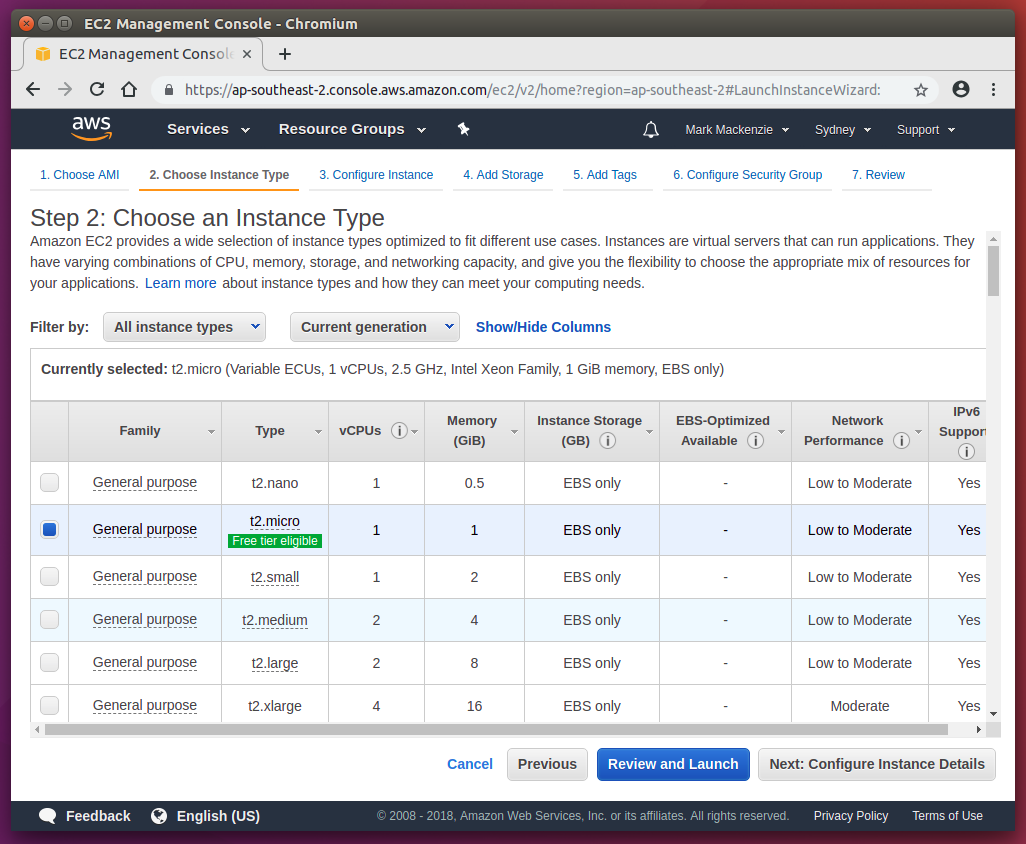 EC2 Management Console - Chromium
EC2 Management Consol
https://ap-southeast-2.console.aws.amazon.com/ec2/v2/home?region=ap-southeast-2#LaunchInstanceWizard:
aws Services Resource Groups Mark Mackenzie Sydney Support
1. Choose AMI 2. Choose Instance Type 3. Configure Instance 4. Add Storage 5. Add Tags 6. Configure Security Group 7. Review
Step 2: Choose an Instance Type
Amazon EC2 provides a wide selection of instance types optimized to fit different use cases. Instances are virtual servers that can run applications. They
have varying combinations of CPU, memory, storage, and networking capacity, and give you the flexibility to choose the appropriate mix of resources for
your applications. Learn more about instance types and how they can meet your computing needs.
Filter by: All instance types Current generation Show/Hide Columns
Currently selected: t2.micro (Variable ECUs, 1 vCPUs, 2.5 GHz, Intel Xeon Family, 1 GiB memory, EBS only)
Family Type vCPUs i Memory (GiB) Instance Storage (GB) i EBS-Optimized Available i Network Performance i IPv6 Support i
General purpose t2.nano 1 0.5 EBS only - Low to Moderate Yes
General purpose t2.micro Free tier eligible 1 1 EBS only - Low to Moderate Yes
General purpose t2.small 1 2 EBS only - Low to Moderate Yes
General purpose t2.medium 2 4 EBS only - Low to Moderate Yes
General purpose t2.large 2 8 EBS only - Low to Moderate Yes
General purpose t2.xlarge 4 16 EBS only - Moderate Yes
Cancel Previous Review and Launch Next: Configure Instance Details
Feedback English (US) © 2008 - 2018, Amazon Web Services, Inc. or its affiliates. All rights reserved. Privacy Policy Terms of Use